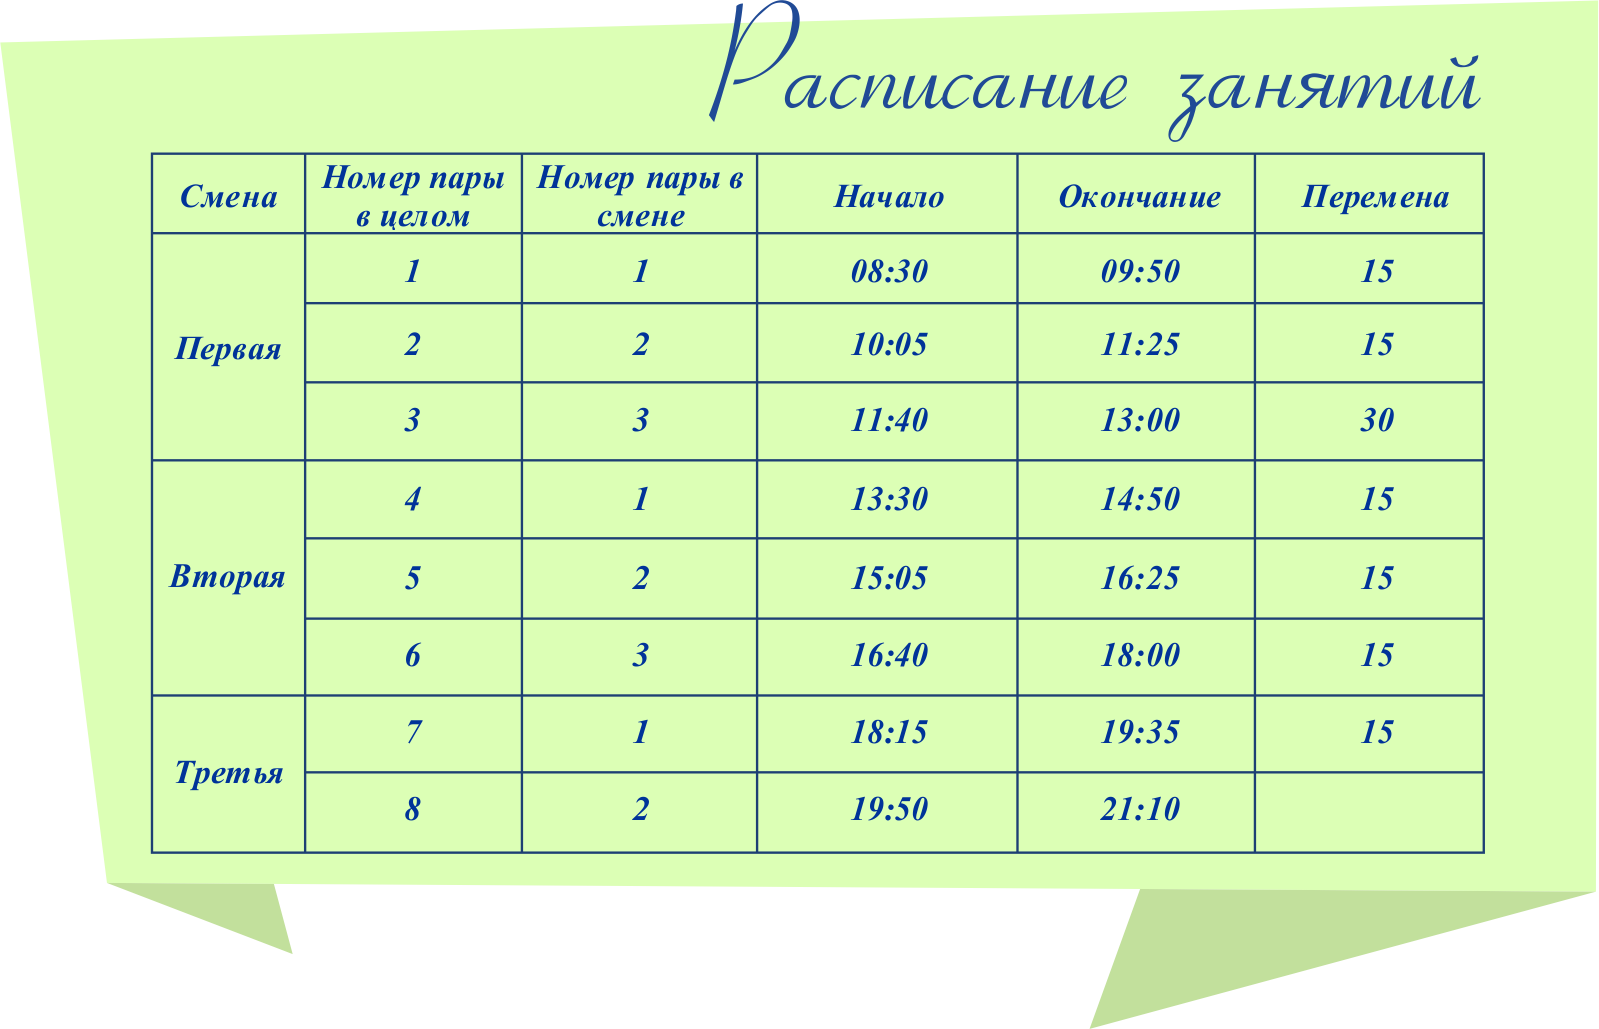 Расписание занятий
Смена Номер пары в целом Номер пары в смене Начало Окончание Перемена
Первая 1 1 08:30 09:50 15
2 2 10:05 11:25 15
3 3 11:40 13:00 30
Вторая 4 1 13:30 14:50 15
5 2 15:05 16:25 15
6 3 16:40 18:00 15
Третья 7 1 18:15 19:35 15
8 2 19:50 21:10